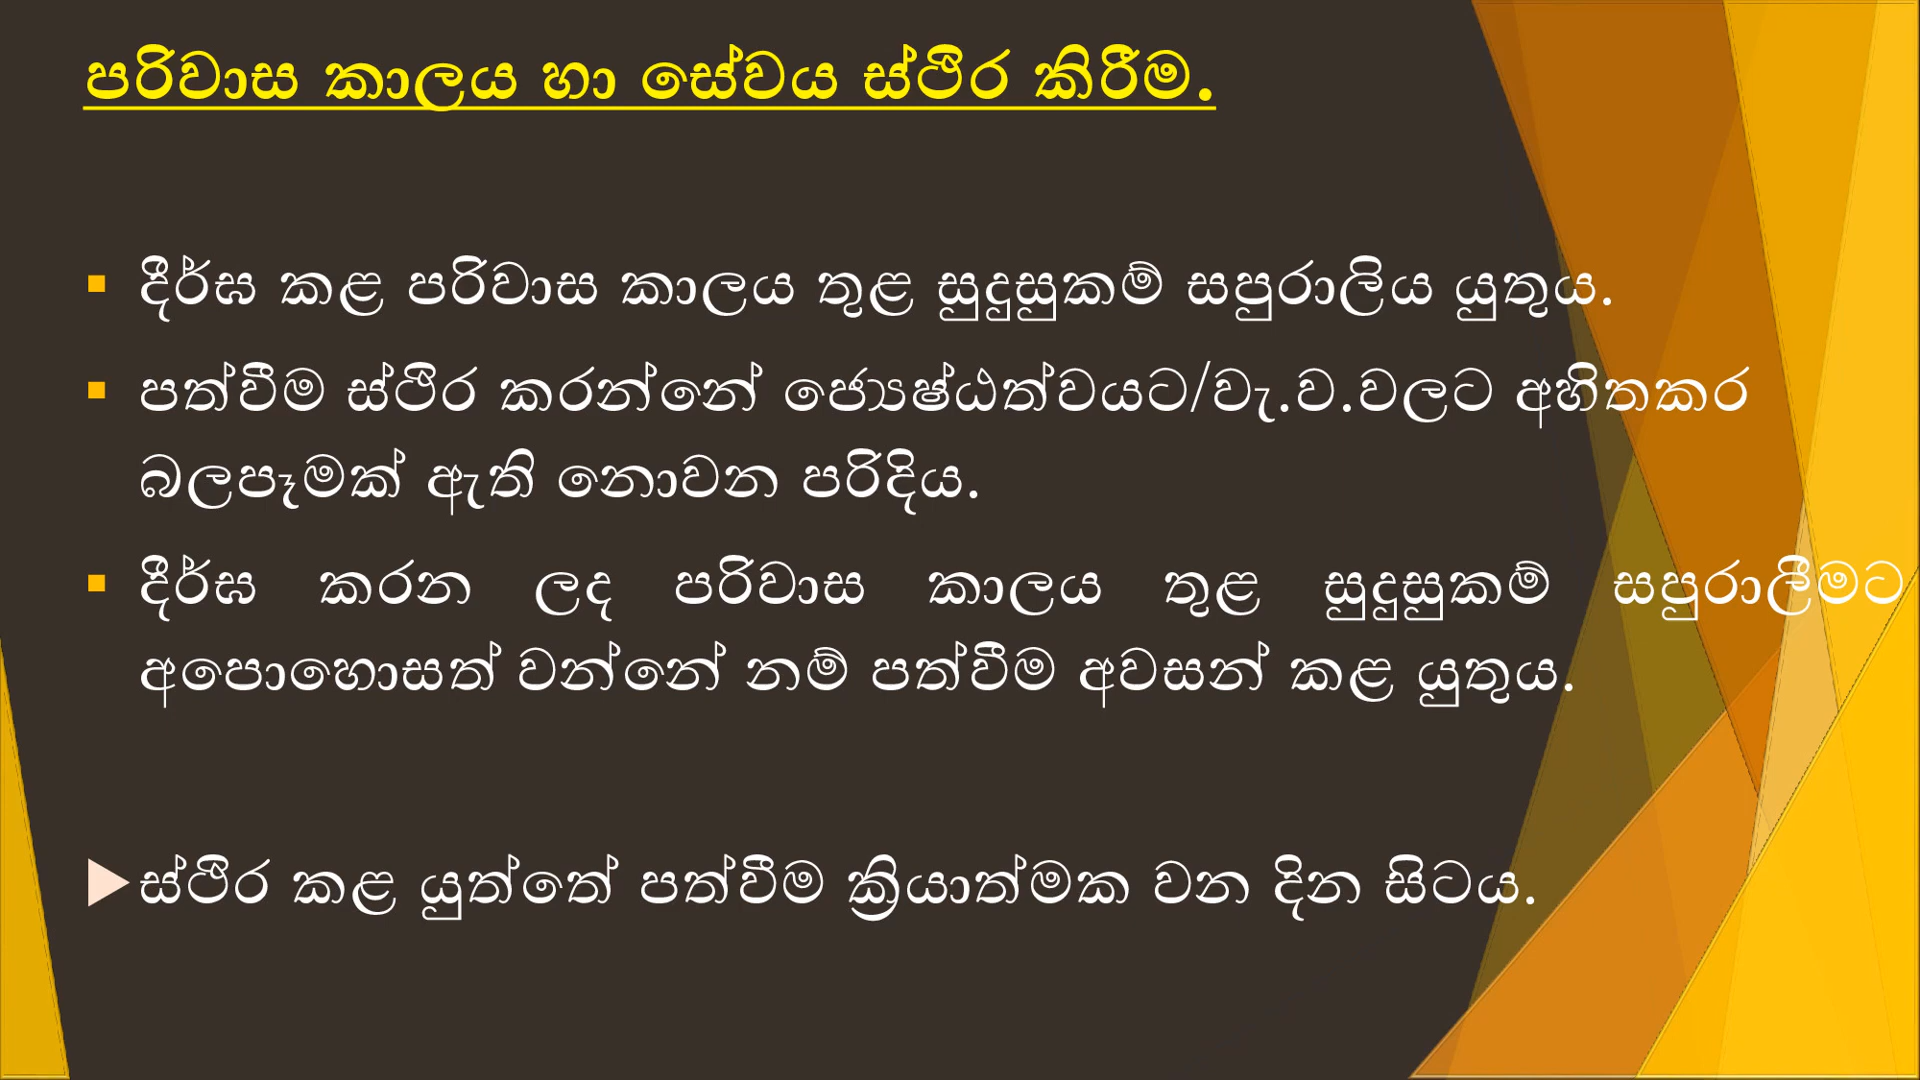 පරිවාස කාලය හා සේවය ස්ථිර කිරීම.
දීර්ඝ කළ පරිවාස කාලය තුළ සුදුසුකම් සපුරාලිය යුතුය.
පත්වීම ස්ථිර කරන්නේ ජ්‍යෙෂ්ඨත්වයට/වැ.ව.වලට අහිතකර
බලපෑමක් ඇති නොවන පරිදිය.
දීර්ඝ කරන ලද පරිවාස කාලය තුළ සුදුසුකම් සපුරාලීමට
අපොහොසත් වන්නේ නම් පත්වීම අවසන් කළ යුතුය.
ස්ථිර කළ යුත්තේ පත්වීම ක්‍රියාත්මක වන දින සිටය.